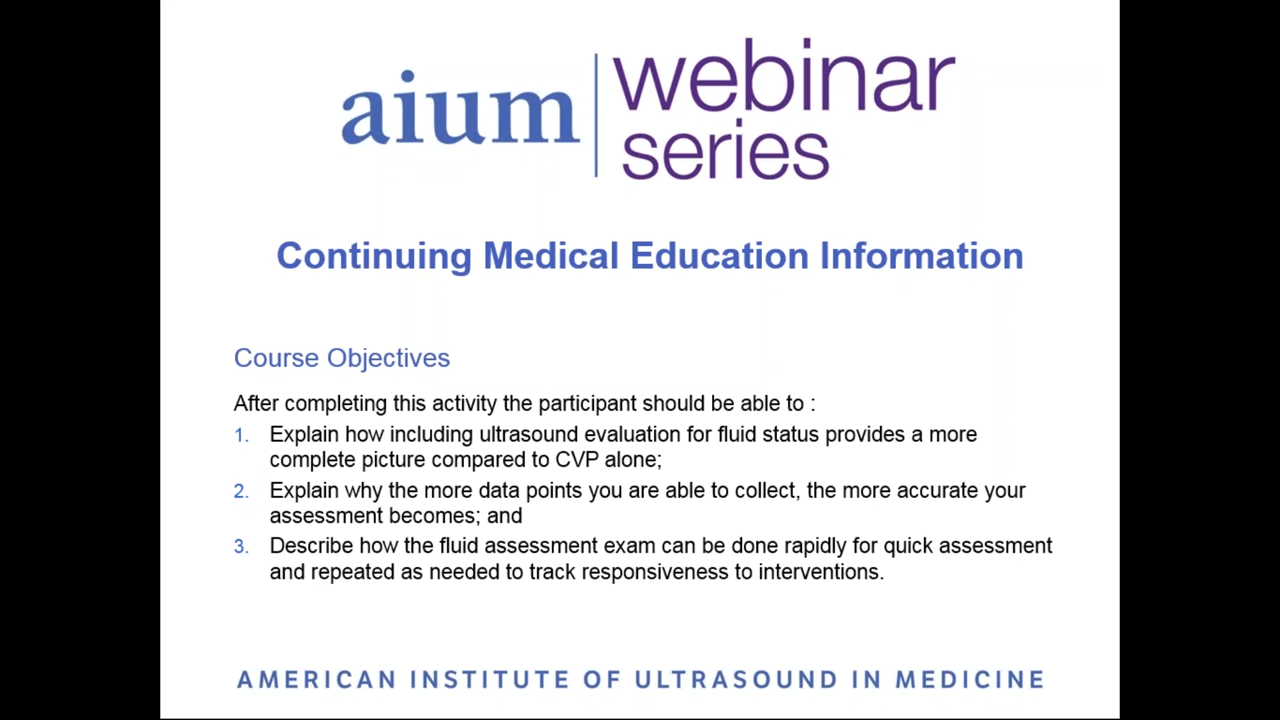 aium
webinar
series
Continuing Medical Education Information
Course Objectives
After completing this activity the participant should be able to :
1. Explain how including ultrasound evaluation for fluid status provides a more
complete picture compared to CVP alone;
2. Explain why the more data points you are able to collect, the more accurate your
assessment becomes; and
3. Describe how the fluid assessment exam can be done rapidly for quick assessment
and repeated as needed to track responsiveness to interventions.
AMERICAN INSTITUTE OF ULTRASOUND IN MEDICINE